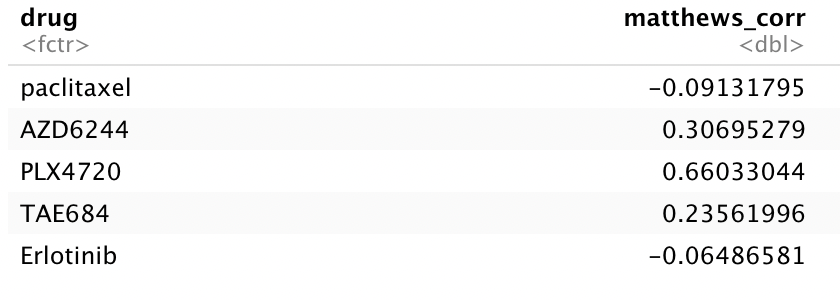 drug matthews_corr
<fctr> <dbl>
paclitaxel -0.09131795
AZD6244 0.30695279
PLX4720 0.66033044
TAE684 0.23561996
Erlotinib -0.06486581